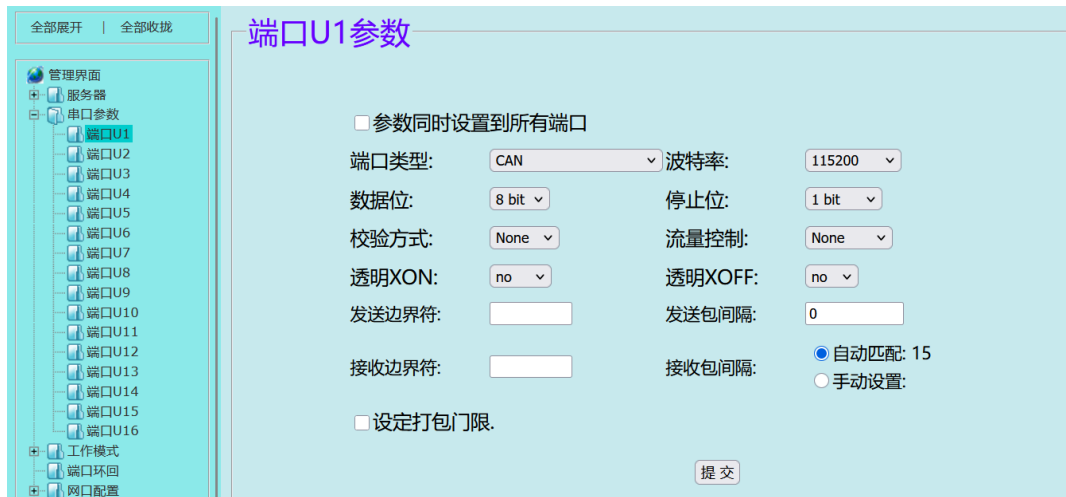 全部展开 | 全部收拢
管理界面
服务器
串口参数
端口U1
端口U2
端口U3
端口U4
端口U5
端口U6
端口U7
端口U8
端口U9
端口U10
端口U11
端口U12
端口U13
端口U14
端口U15
端口U16
工作模式
端口环回
网口配置
端口U1参数
参数同时设置到所有端口
端口类型: CAN 波特率: 115200
数据位: 8 bit 停止位: 1 bit
校验方式: None 流量控制: None
透明XON: no 透明XOFF: no
发送边界符: 发送包间隔: 0
接收边界符: 接收包间隔: 自动匹配: 15
手动设置:
设定打包门限.
提 交